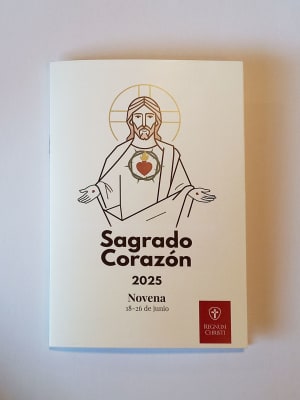 Sagrado
Corazón
2025
Novena
18-26 de junio
REGNUM
CHRISTI